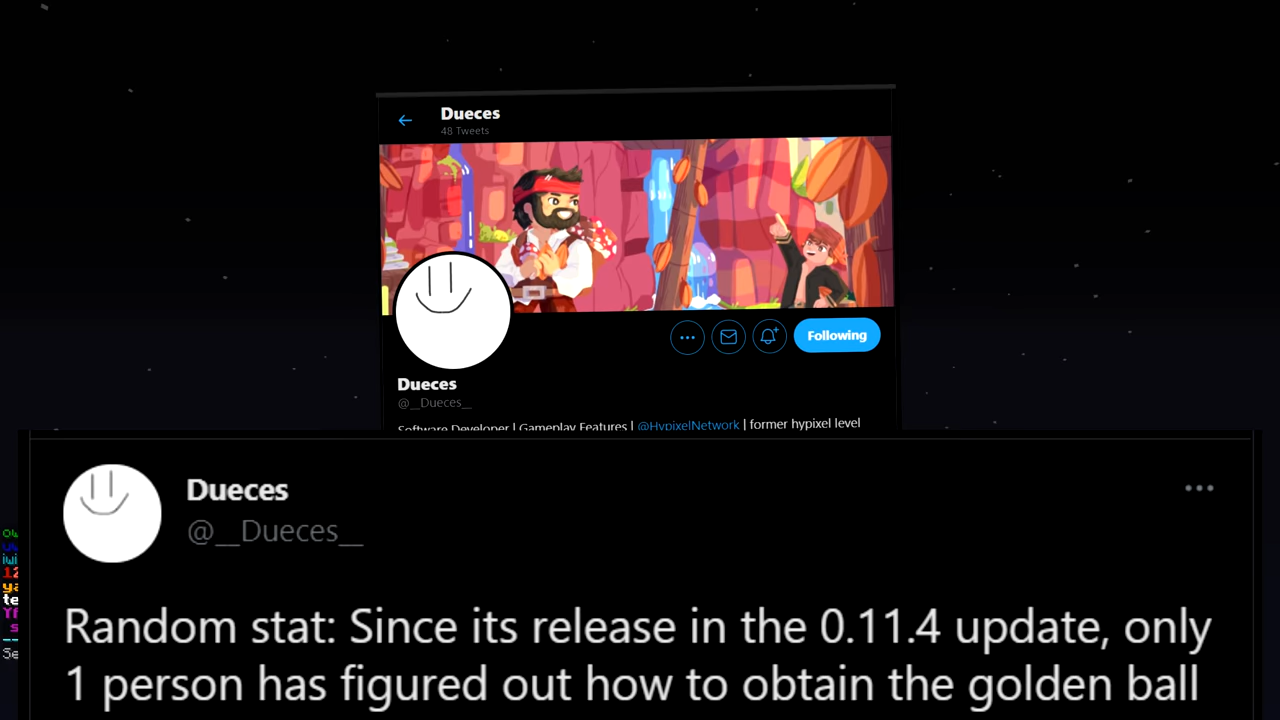 Dueces
48 Tweets
Following
Dueces
@__Dueces__
Software Developer | Gameplay Features | @HypixelNetwork | former hypixel level
Dueces
@__Dueces__
Random stat: Since its release in the 0.11.4 update, only
1 person has figured out how to obtain the golden ball